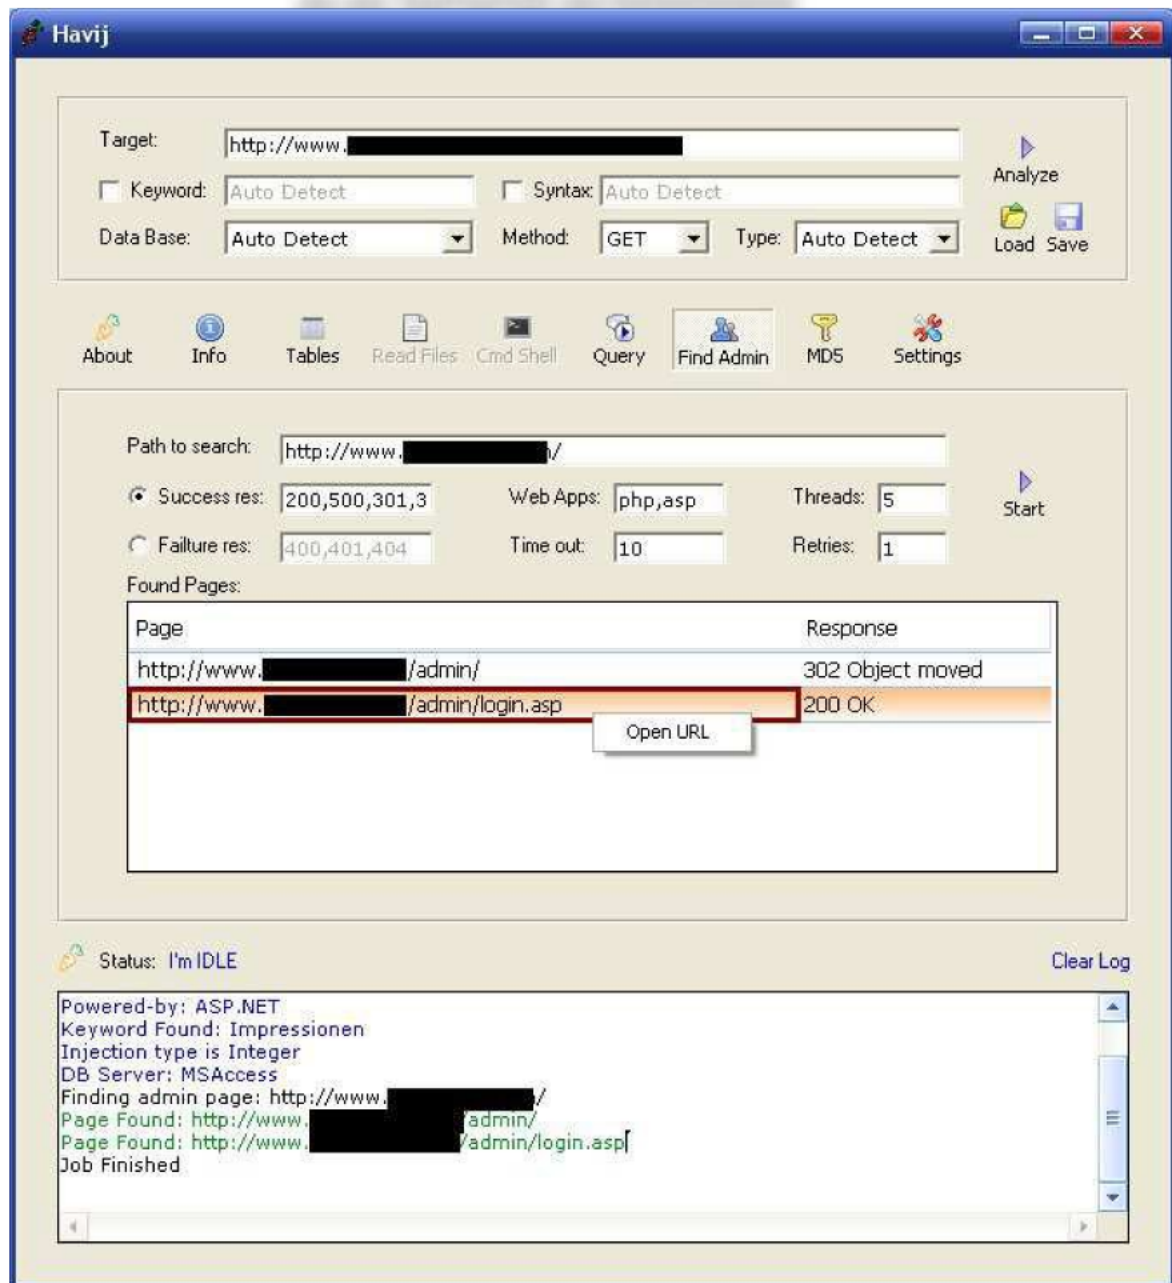 Havij
Target: http://www.
Analyze
Keyword: Auto Detect Syntax: Auto Detect
Load Save
Data Base: Auto Detect Method: GET Type: Auto Detect
About Info Tables Read Files Cmd Shell Query Find Admin MD5 Settings
Path to search: http://www. /
Start
Success res: 200,500,301,3 Web Apps: php,asp Threads: 5
Failture res: 400,401,404 Time out: 10 Retries: 1
Found Pages:
Page Response
http://www. /admin/ 302 Object moved
http://www. /admin/login.asp 200 OK
Open URL
Status: I'm IDLE Clear Log
Powered-by: ASP.NET
Keyword Found: Impressionen
Injection type is Integer
DB Server: MSAccess
Finding admin page: http://www. /
Page Found: http://www. /admin/
Page Found: http://www. /admin/login.asp
Job Finished